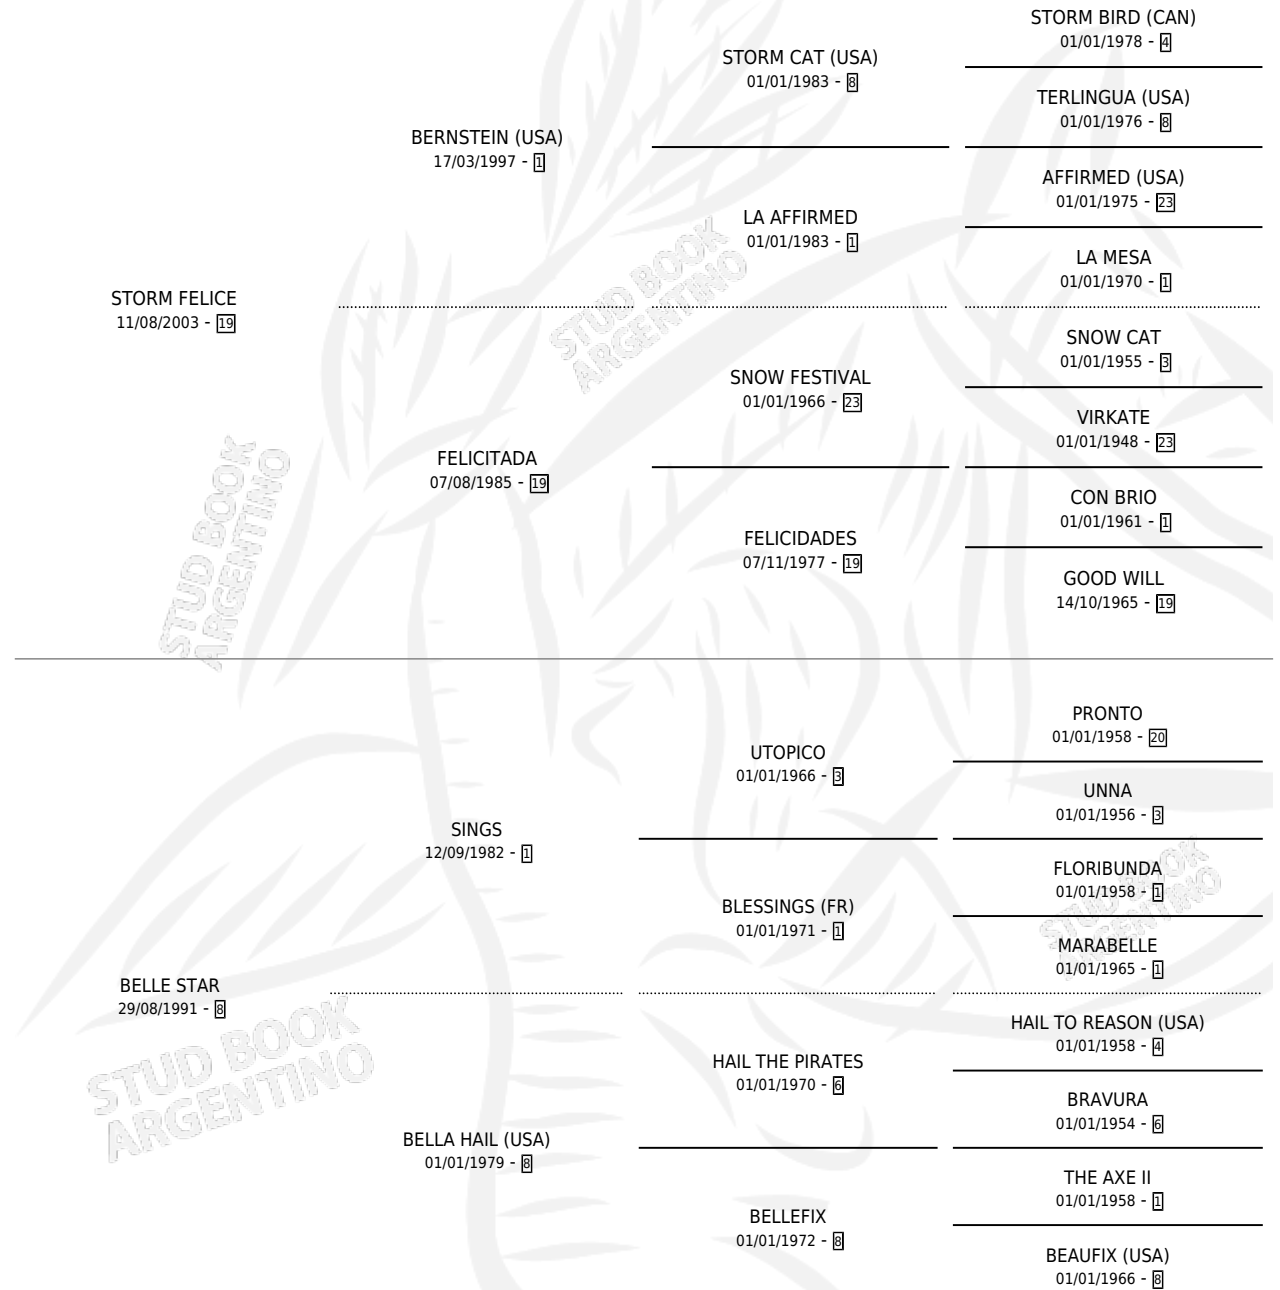 STORM BIRD (CAN)
01/01/1978 - 4
STORM CAT (USA)
01/01/1983 - 8
TERLINGUA (USA)
01/01/1976 - 8
BERNSTEIN (USA)
17/03/1997 - 1
AFFIRMED (USA)
01/01/1975 - 23
LA AFFIRMED
01/01/1983 - 1
LA MESA
01/01/1970 - 1
STORM FELICE
11/08/2003 - 19
SNOW CAT
01/01/1955 - 3
SNOW FESTIVAL
01/01/1966 - 23
VIRKATE
01/01/1948 - 23
FELICITADA
07/08/1985 - 19
CON BRIO
01/01/1961 - 1
FELICIDADES
07/11/1977 - 19
GOOD WILL
14/10/1965 - 19
PRONTO
01/01/1958 - 20
UTOPICO
01/01/1966 - 3
UNNA
01/01/1956 - 3
SINGS
12/09/1982 - 1
FLORIBUNDA
01/01/1958 - 1
BLESSINGS (FR)
01/01/1971 - 1
MARABELLE
01/01/1965 - 1
BELLE STAR
29/08/1991 - 8
HAIL TO REASON (USA)
01/01/1958 - 4
HAIL THE PIRATES
01/01/1970 - 6
BRAVURA
01/01/1954 - 6
BELLA HAIL (USA)
01/01/1979 - 8
THE AXE II
01/01/1958 - 1
BELLEFIX
01/01/1972 - 8
BEAUFIX (USA)
01/01/1966 - 8
STUD BOOK
ARGENTINO
STUD BOOK
ARGENTINO
STUD BOOK
ARGENTINO
STUD BOOK
ARGENTINO